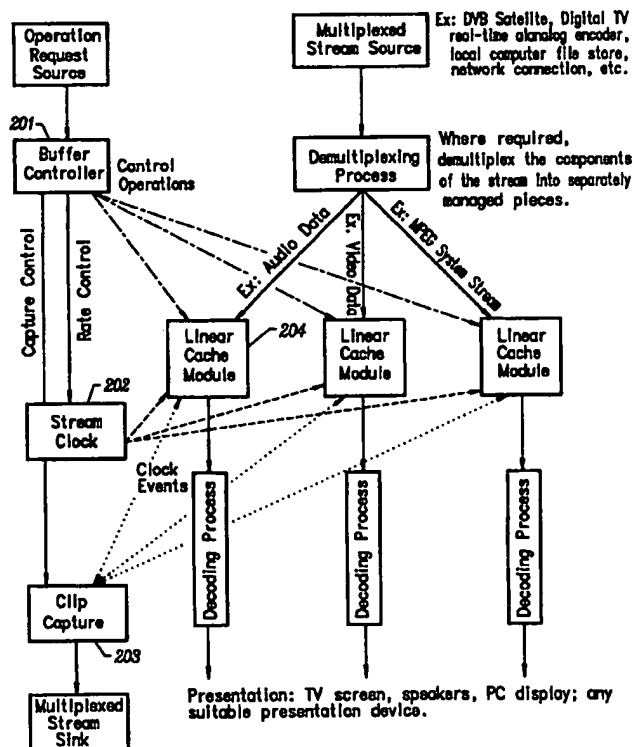 Operation
Request
Source
Multiplexed
Stream Source
Ex: DVB Satellite, Digital TV
real-time alanalog encoder,
local computer file store,
network connection, etc.
201
Buffer
Controller
Control
Operations
Demultiplexing
Process
Where required,
demultiplex the components
of the stream into separately
managed pieces.
Capture Control
Rate Control
Ex: Audio Data
Ex. Video Data
Ex: MPEG System Stream
Linear
Cache
Module
204
Linear
Cache
Module
Linear
Cache
Module
202
Stream
Clock
Clock
Events
Decoding Process
Decoding Process
Decoding Process
Clip
Capture
203
Multiplexed
Stream
Sink
Presentation: TV screen, speakers, PC display; any
suitable presentation device.